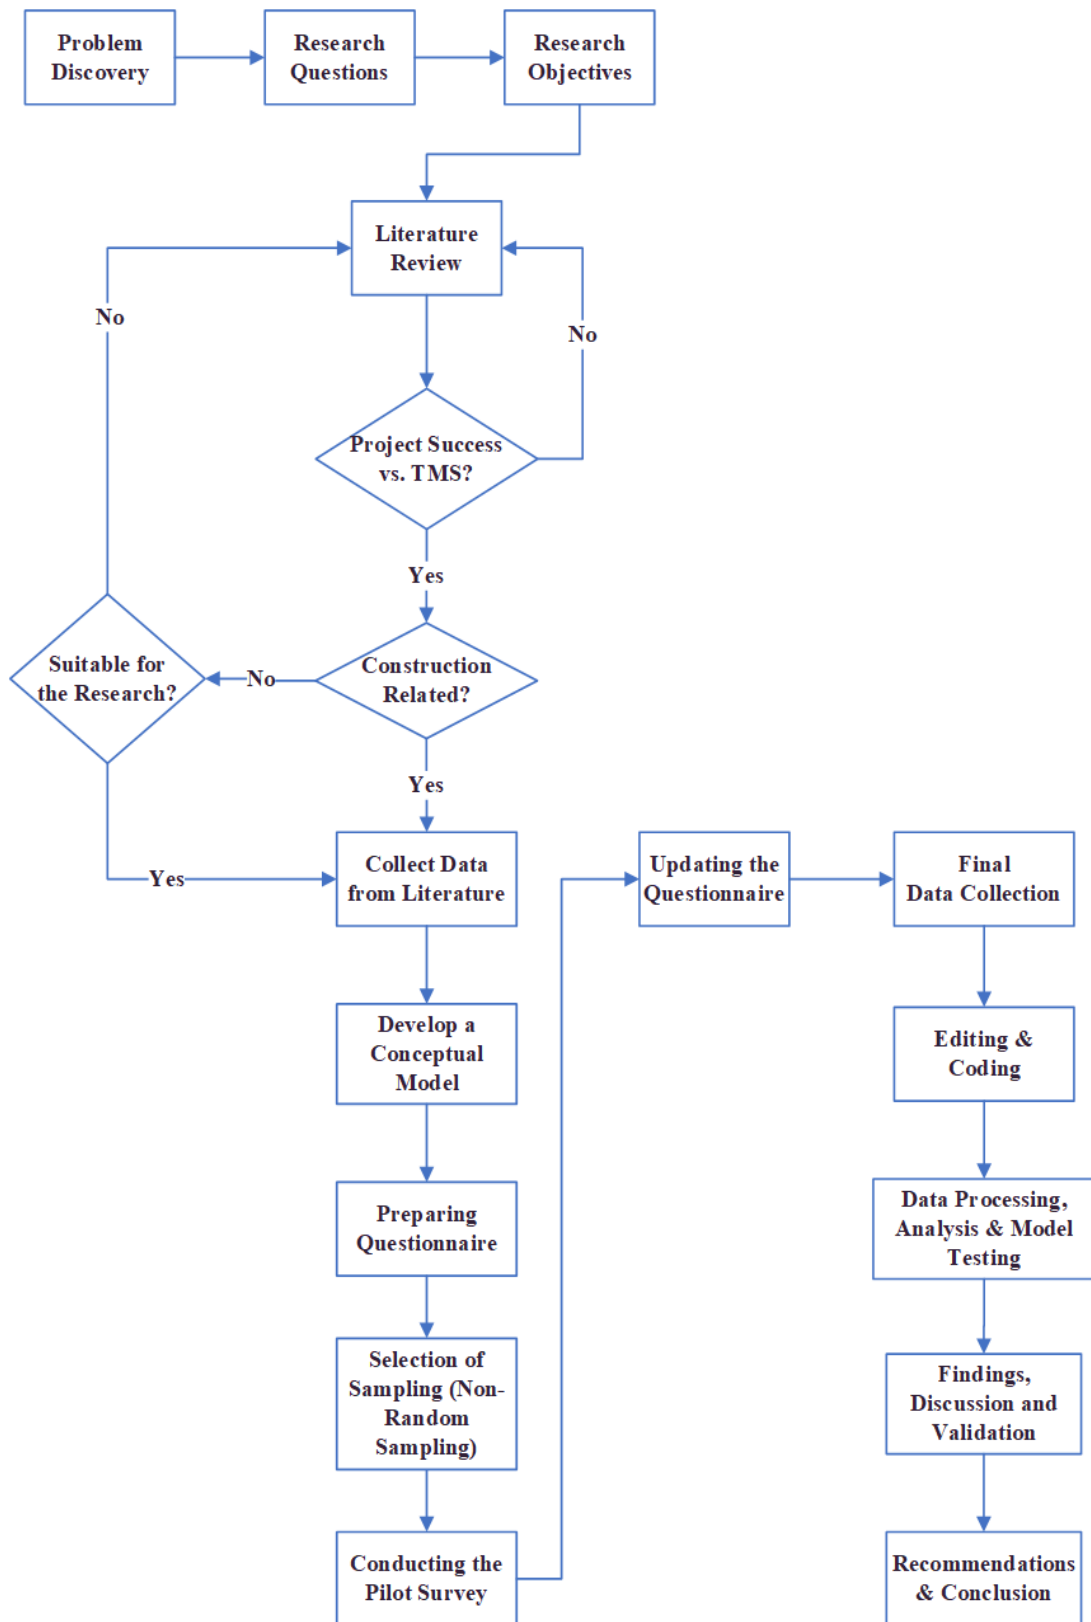 Problem
Discovery
Research
Questions
Research
Objectives
Literature
Review
No
No
Project Success
vs. TMS?
Yes
Suitable for
the Research?
No
Construction
Related?
Yes
Yes
Collect Data
from Literature
Updating the
Questionnaire
Final
Data Collection
Develop a
Conceptual
Model
Editing &
Coding
Preparing
Questionnaire
Data Processing,
Analysis & Model
Testing
Selection of
Sampling (Non-
Random
Sampling)
Findings,
Discussion and
Validation
Conducting the
Pilot Survey
Recommendations
& Conclusion